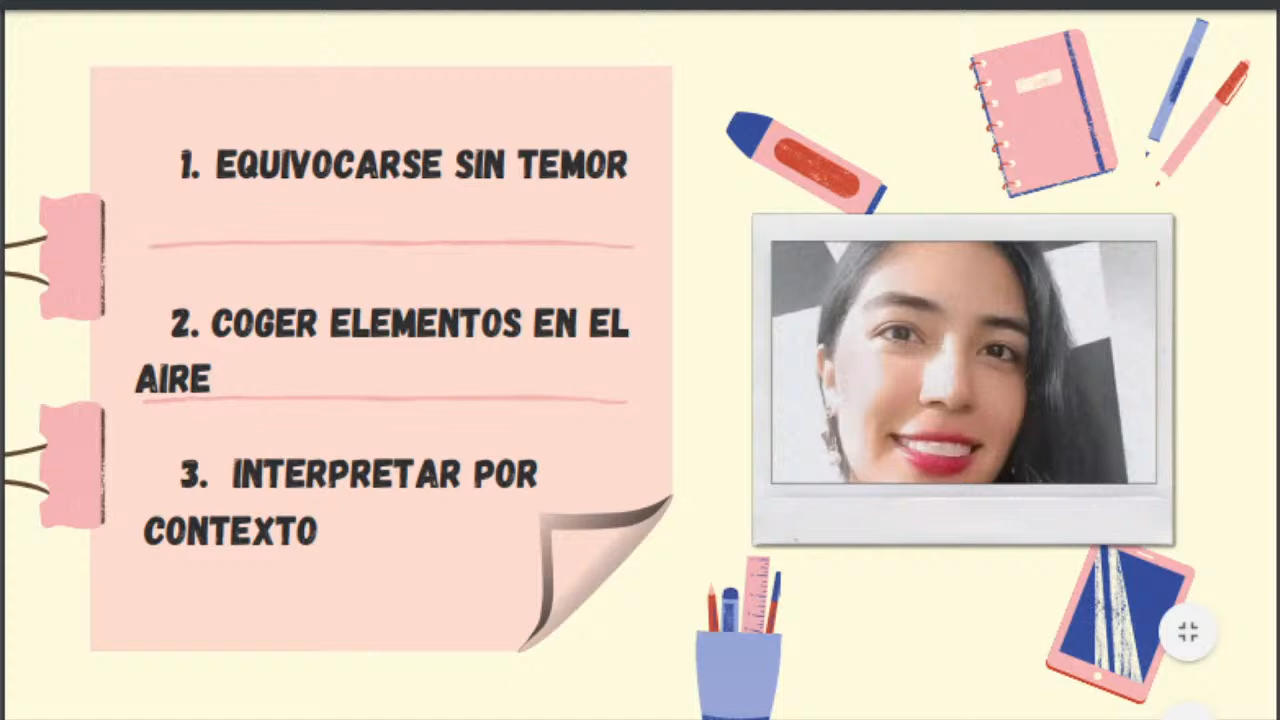 1. EQUIVOCARSE SIN TEMOR
2. COGER ELEMENTOS EN EL
AIRE
3. INTERPRETAR POR
CONTEXTO